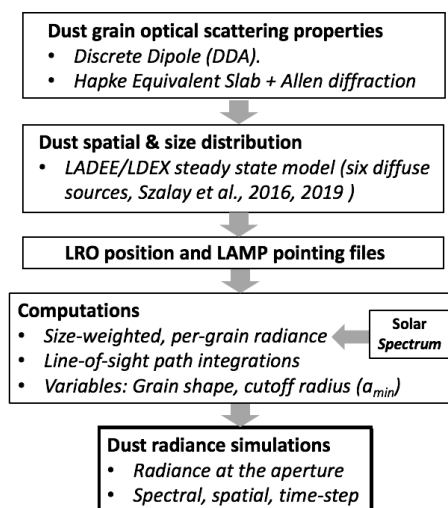 Dust grain optical scattering properties
• Discrete Dipole (DDA).
• Hapke Equivalent Slab + Allen diffraction
Dust spatial & size distribution
• LADEE/LDEX steady state model (six diffuse
sources, Szalay et al., 2016, 2019 )
LRO position and LAMP pointing files
Computations
• Size-weighted, per-grain radiance
• Line-of-sight path integrations
• Variables: Grain shape, cutoff radius (amin)
Solar
Spectrum
Dust radiance simulations
• Radiance at the aperture
• Spectral, spatial, time-step